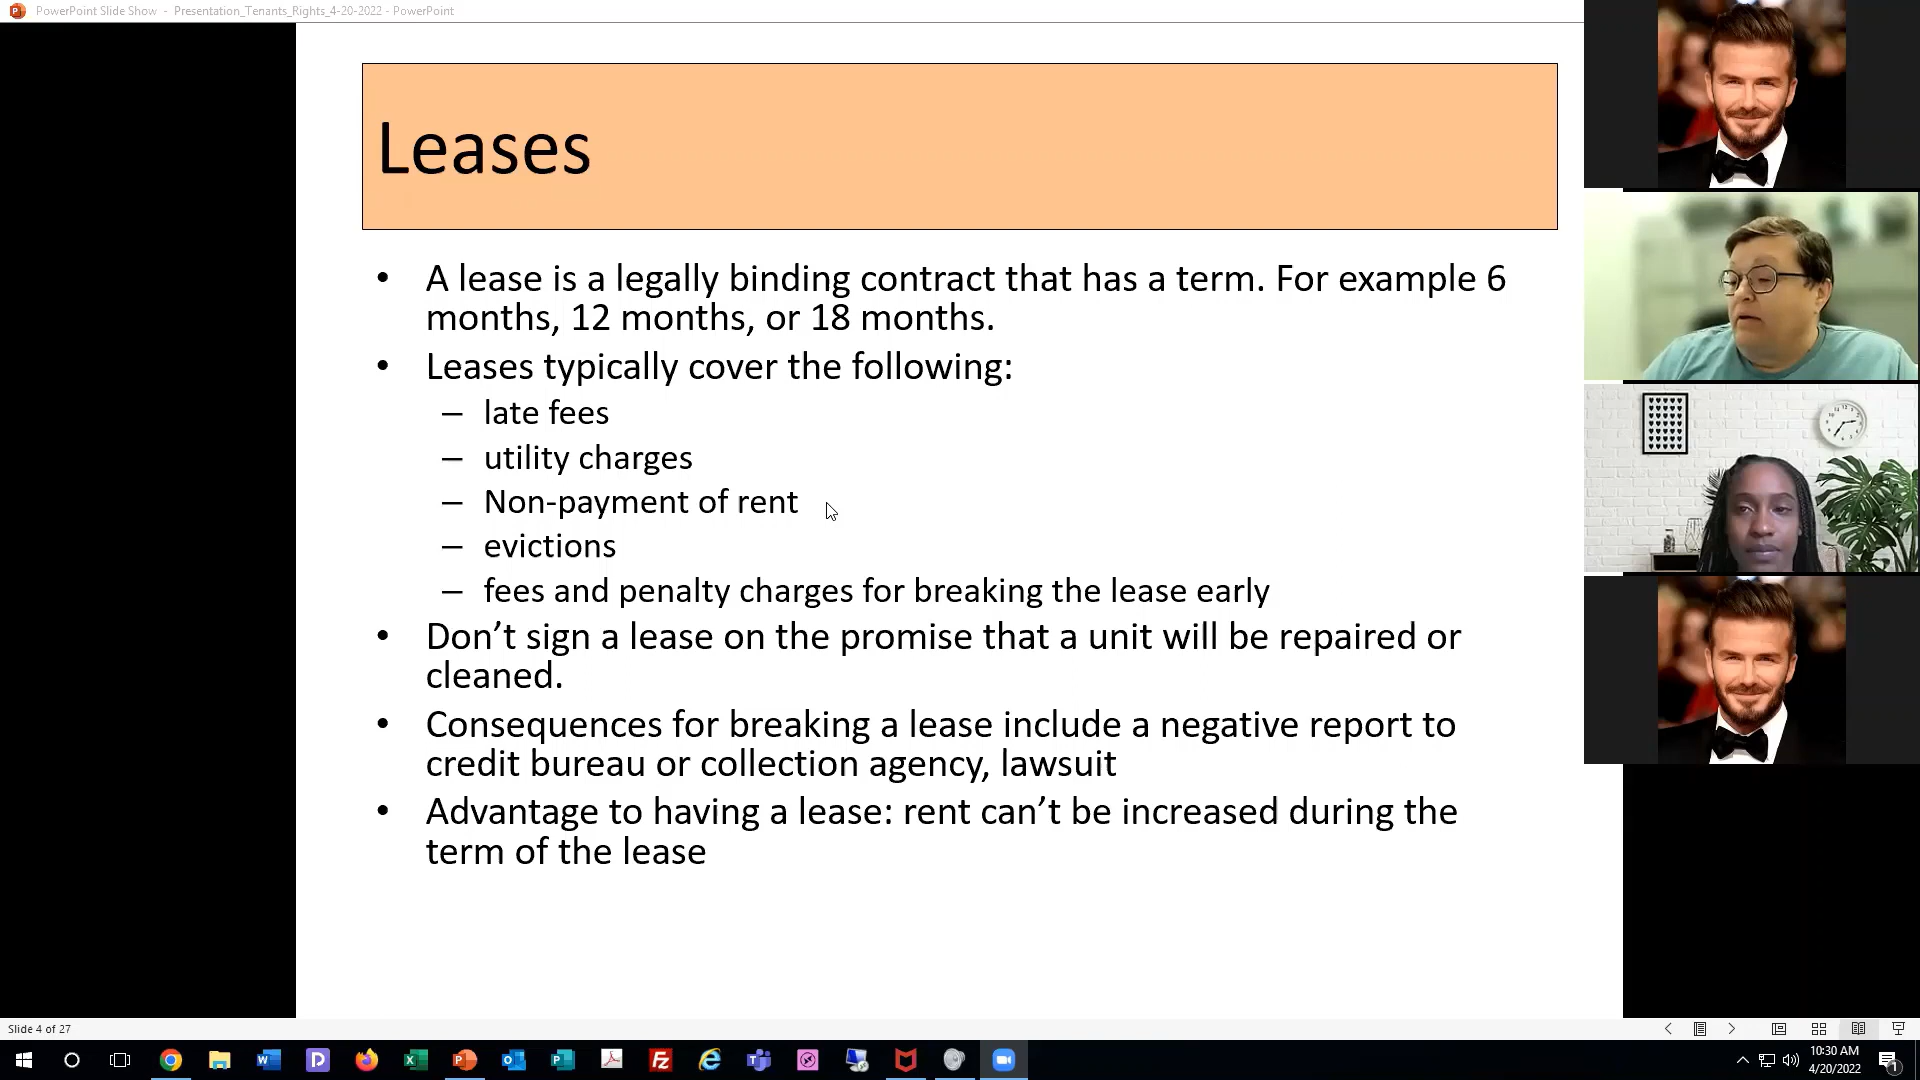 PowerPoint Slide Show - Presentation_Tenants_Rights_4-20-2022 - PowerPoint
Leases
• A lease is a legally binding contract that has a term. For example 6
months, 12 months, or 18 months.
• Leases typically cover the following:
– late fees
– utility charges
– Non-payment of rent
– evictions
– fees and penalty charges for breaking the lease early
• Don’t sign a lease on the promise that a unit will be repaired or
cleaned.
• Consequences for breaking a lease include a negative report to
credit bureau or collection agency, lawsuit
• Advantage to having a lease: rent can’t be increased during the
term of the lease
Slide 4 of 27
10:30 AM
4/20/2022
1